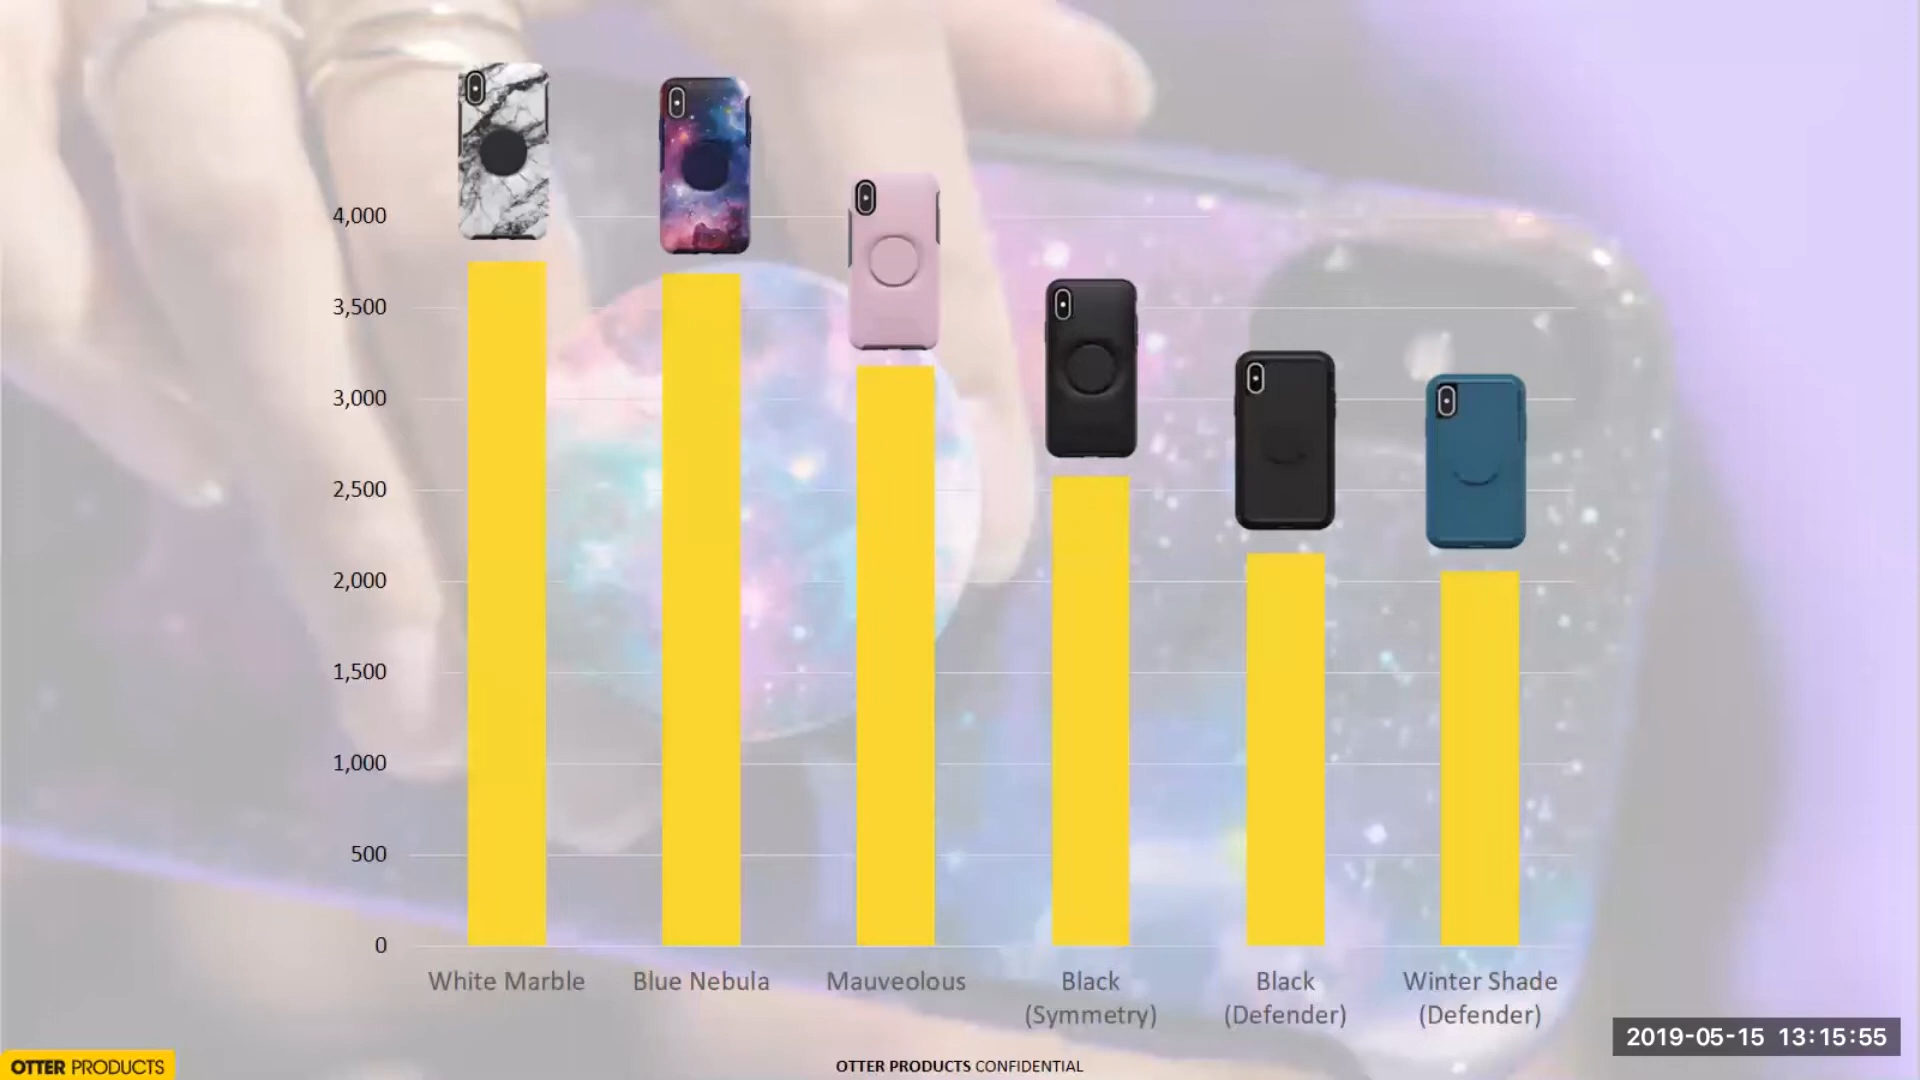 4,000
3,500
3,000
2,500
2,000
1,500
1,000
500
0
White Marble
Blue Nebula
Mauveolous
Black
(Symmetry)
Black
(Defender)
Winter Shade
(Defender)
2019-05-15 13:15:55
OTTER PRODUCTS
OTTER PRODUCTS CONFIDENTIAL